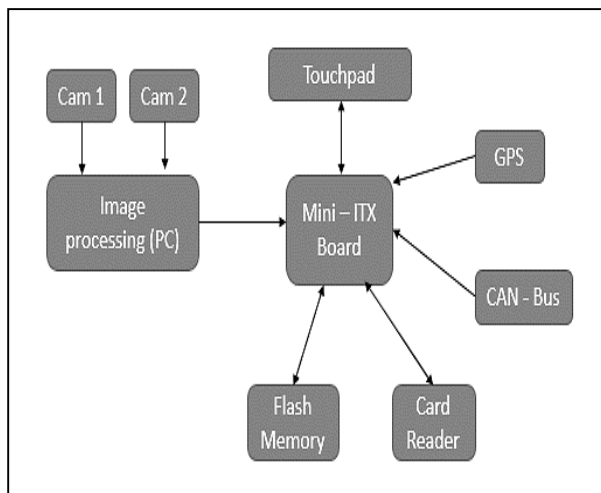 Touchpad
Cam 1
Cam 2
GPS
Image
processing (PC)
Mini – ITX
Board
CAN - Bus
Flash
Memory
Card
Reader